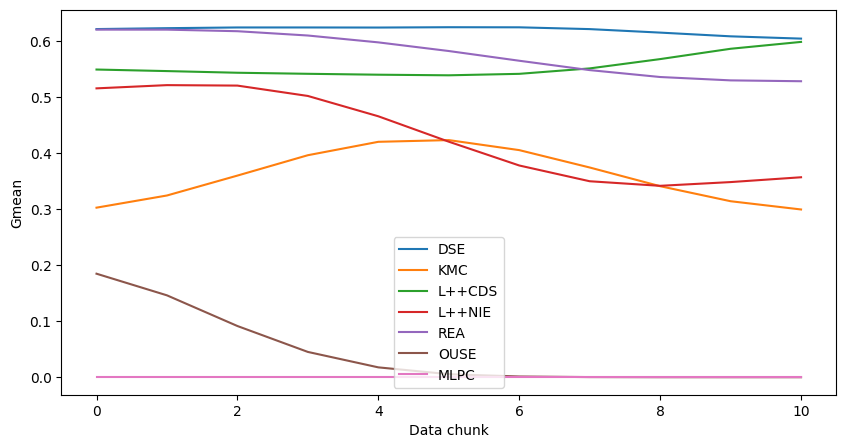 Gmean
0.6
0.5
0.4
0.3
0.2
0.1
0.0
DSE
KMC
L++CDS
L++NIE
REA
OUSE
MLPC
0
2
4
6
8
10
Data chunk